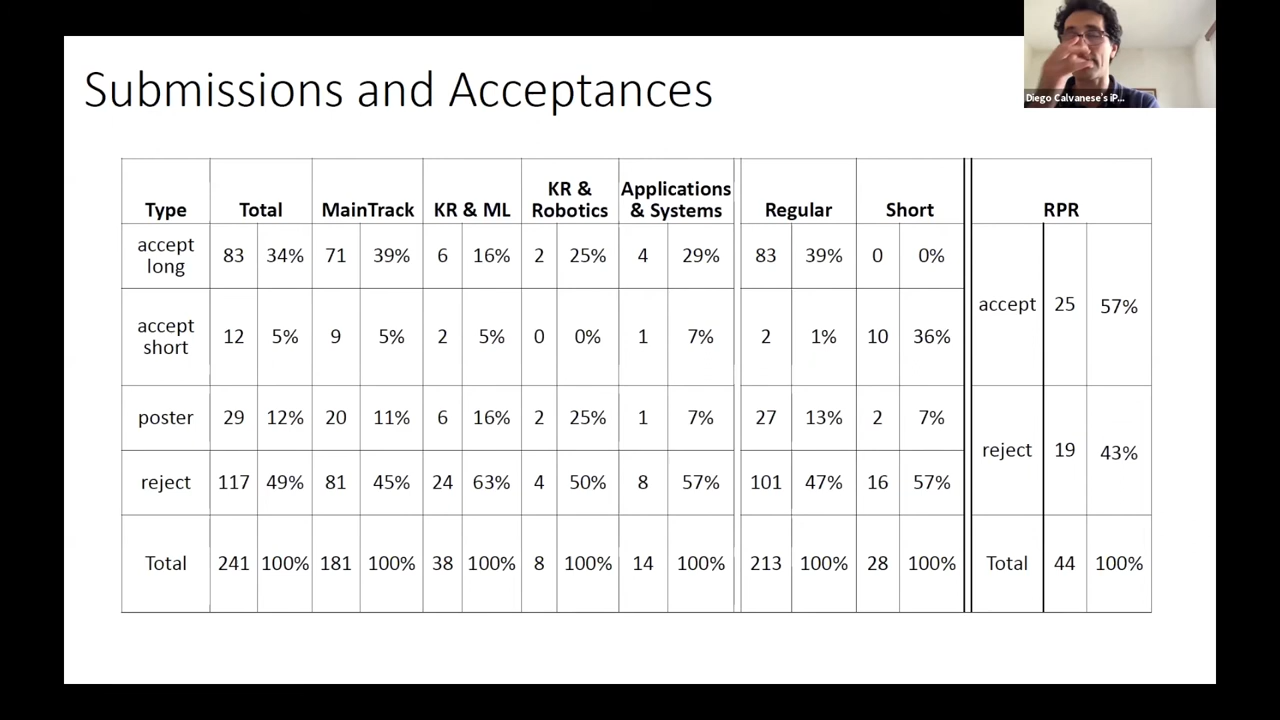 Submissions and Acceptances
Diego Calvanese's iP...
Type Total MainTrack KR & ML KR & Robotics Applications & Systems Regular Short RPR
accept long 83 34% 71 39% 6 16% 2 25% 4 29% 83 39% 0 0%
accept short 12 5% 9 5% 2 5% 0 0% 1 7% 2 1% 10 36% accept 25 57%
poster 29 12% 20 11% 6 16% 2 25% 1 7% 27 13% 2 7%
reject 117 49% 81 45% 24 63% 4 50% 8 57% 101 47% 16 57% reject 19 43%
Total 241 100% 181 100% 38 100% 8 100% 14 100% 213 100% 28 100% Total 44 100%